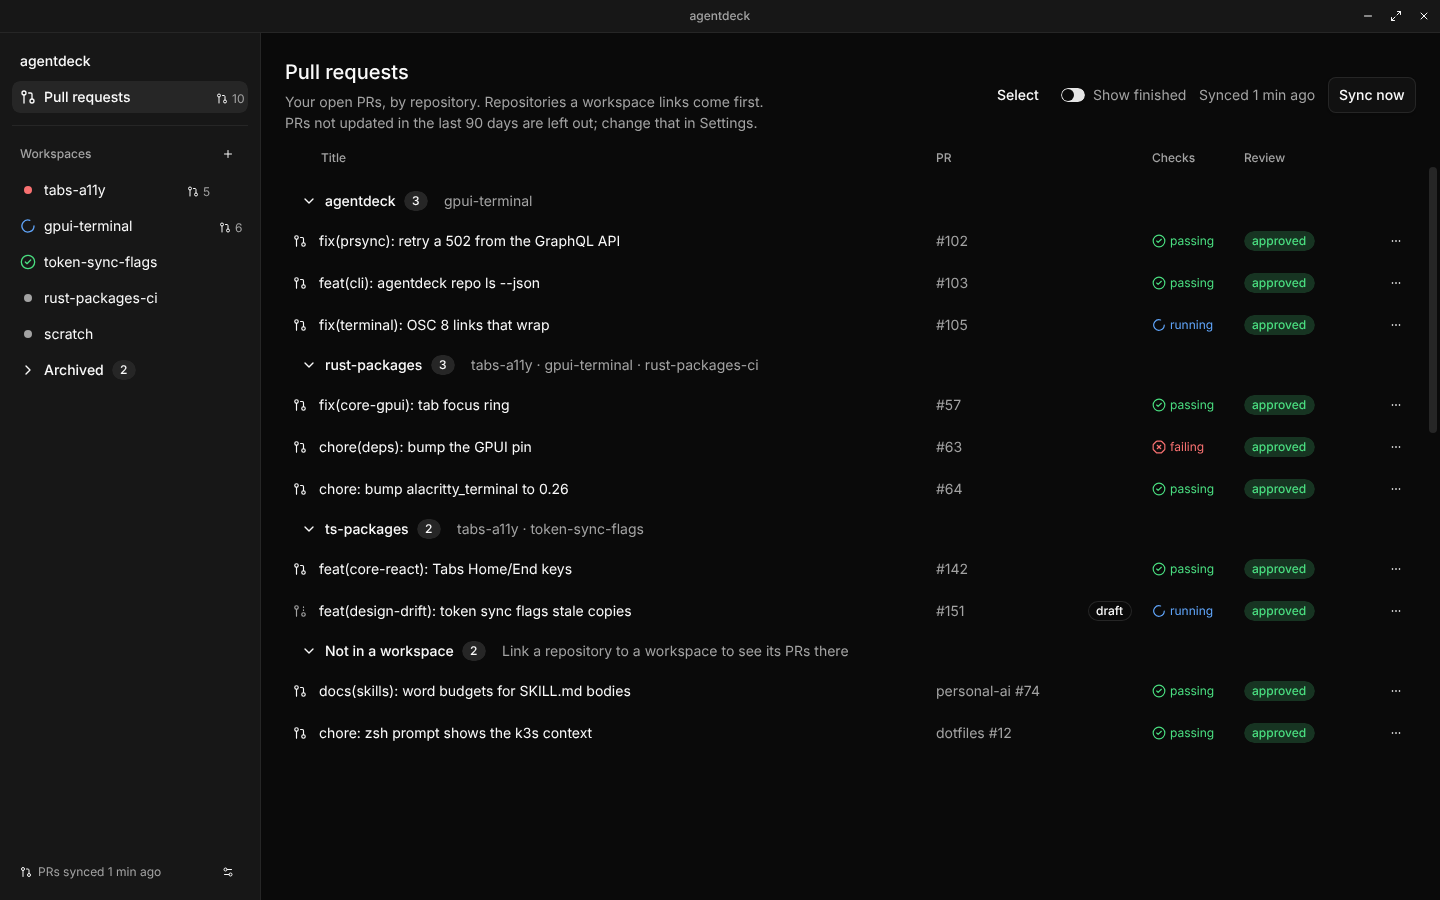 agentdeck
agentdeck
Pull requests 10
Workspaces
tabs-a11y 5
gpui-terminal 6
token-sync-flags
rust-packages-ci
scratch
Archived 2
PRs synced 1 min ago
Pull requests
Your open PRs, by repository. Repositories a workspace links come first.
PRs not updated in the last 90 days are left out; change that in Settings.
Select Show finished Synced 1 min ago Sync now
Title PR Checks Review
agentdeck 3 gpui-terminal
fix(prsync): retry a 502 from the GraphQL API #102 passing approved
feat(cli): agentdeck repo ls --json #103 passing approved
fix(terminal): OSC 8 links that wrap #105 running approved
rust-packages 3 tabs-a11y · gpui-terminal · rust-packages-ci
fix(core-gpui): tab focus ring #57 passing approved
chore(deps): bump the GPUI pin #63 failing approved
chore: bump alacritty_terminal to 0.26 #64 passing approved
ts-packages 2 tabs-a11y · token-sync-flags
feat(core-react): Tabs Home/End keys #142 passing approved
feat(design-drift): token sync flags stale copies #151 draft running approved
Not in a workspace 2 Link a repository to a workspace to see its PRs there
docs(skills): word budgets for SKILL.md bodies personal-ai #74 passing approved
chore: zsh prompt shows the k3s context dotfiles #12 passing approved